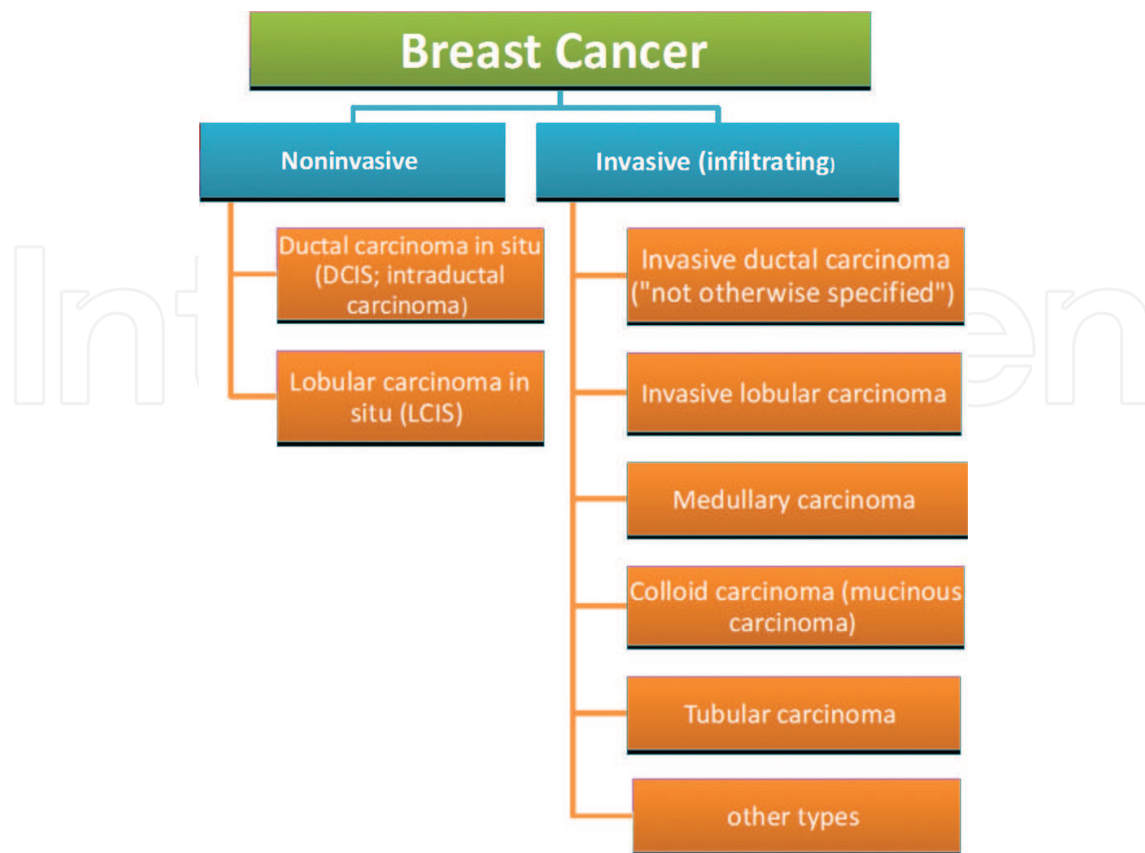 Breast Cancer
Noninvasive
Invasive (infiltrating)
Ductal carcinoma in situ
(DCIS; intraductal
carcinoma)
Lobular carcinoma in
situ (LCIS)
Invasive ductal carcinoma
("not otherwise specified")
Invasive lobular carcinoma
Medullary carcinoma
Colloid carcinoma (mucinous
carcinoma)
Tubular carcinoma
other types